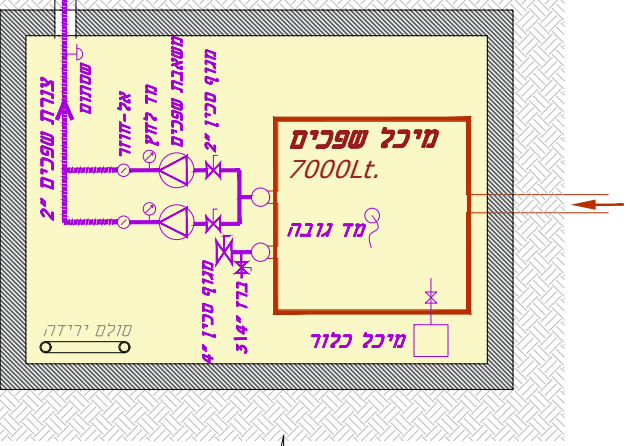 צנרת שפכים "2
שסתום
אל-חוזר
מד לחץ
משאבת שפכים
מגוף סכין "2
מיכל שפכים
7000Lt.
מד גובה
מגוף סכין "4
ברז "3\4
מיכל כלור
סולם ירידה